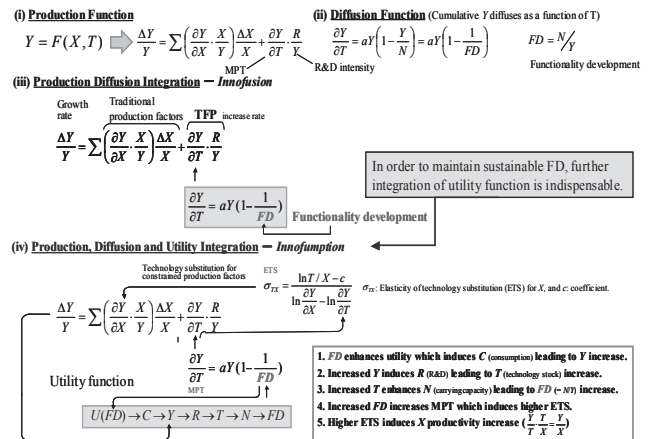 (i) Production Function
Y = F(X,T) ΔY/Y = ∑(∂Y/∂X · X/Y) ΔX/X + ∂Y/∂T · R/Y
MPT
R&D intensity
(ii) Diffusion Function (Cumulative Y diffuses as a function of T)
∂Y/∂T = aY(1 − Y/N) = aY(1 − 1/FD) FD = N/Y
Functionality development
(iii) Production Diffusion Integration – Innofusion
Growth rate
Traditional production factors
TFP increase rate
ΔY/Y = ∑(∂Y/∂X · X/Y) ΔX/X + ∂Y/∂T · R/Y
∂Y/∂T = aY(1 − 1/FD) Functionality development
In order to maintain sustainable FD, further
integration of utility function is indispensable.
(iv) Production, Diffusion and Utility Integration – Innofumption
Technology substitution for
constrained production factors
ETS
σTX = (ln T / X − c) / (ln ∂Y/∂X − ln ∂Y/∂T)
σTX: Elasticity of technology substitution (ETS) for X, and c: coefficient.
ΔY/Y = ∑(∂Y/∂X · X/Y) ΔX/X + ∂Y/∂T · R/Y
∂Y/∂T = aY(1 − 1/FD)
MPT
Utility function
U(FD) → C → Y → R → T → N → FD
1. FD enhances utility which induces C (consumption) leading to Y increase.
2. Increased Y induces R (R&D) leading to T (technology stock) increase.
3. Increased T enhances N (carrying capacity) leading to FD (= N/Y) increase.
4. Increased FD increases MPT which induces higher ETS.
5. Higher ETS induces X productivity increase (Y/T · T/X = Y/X)